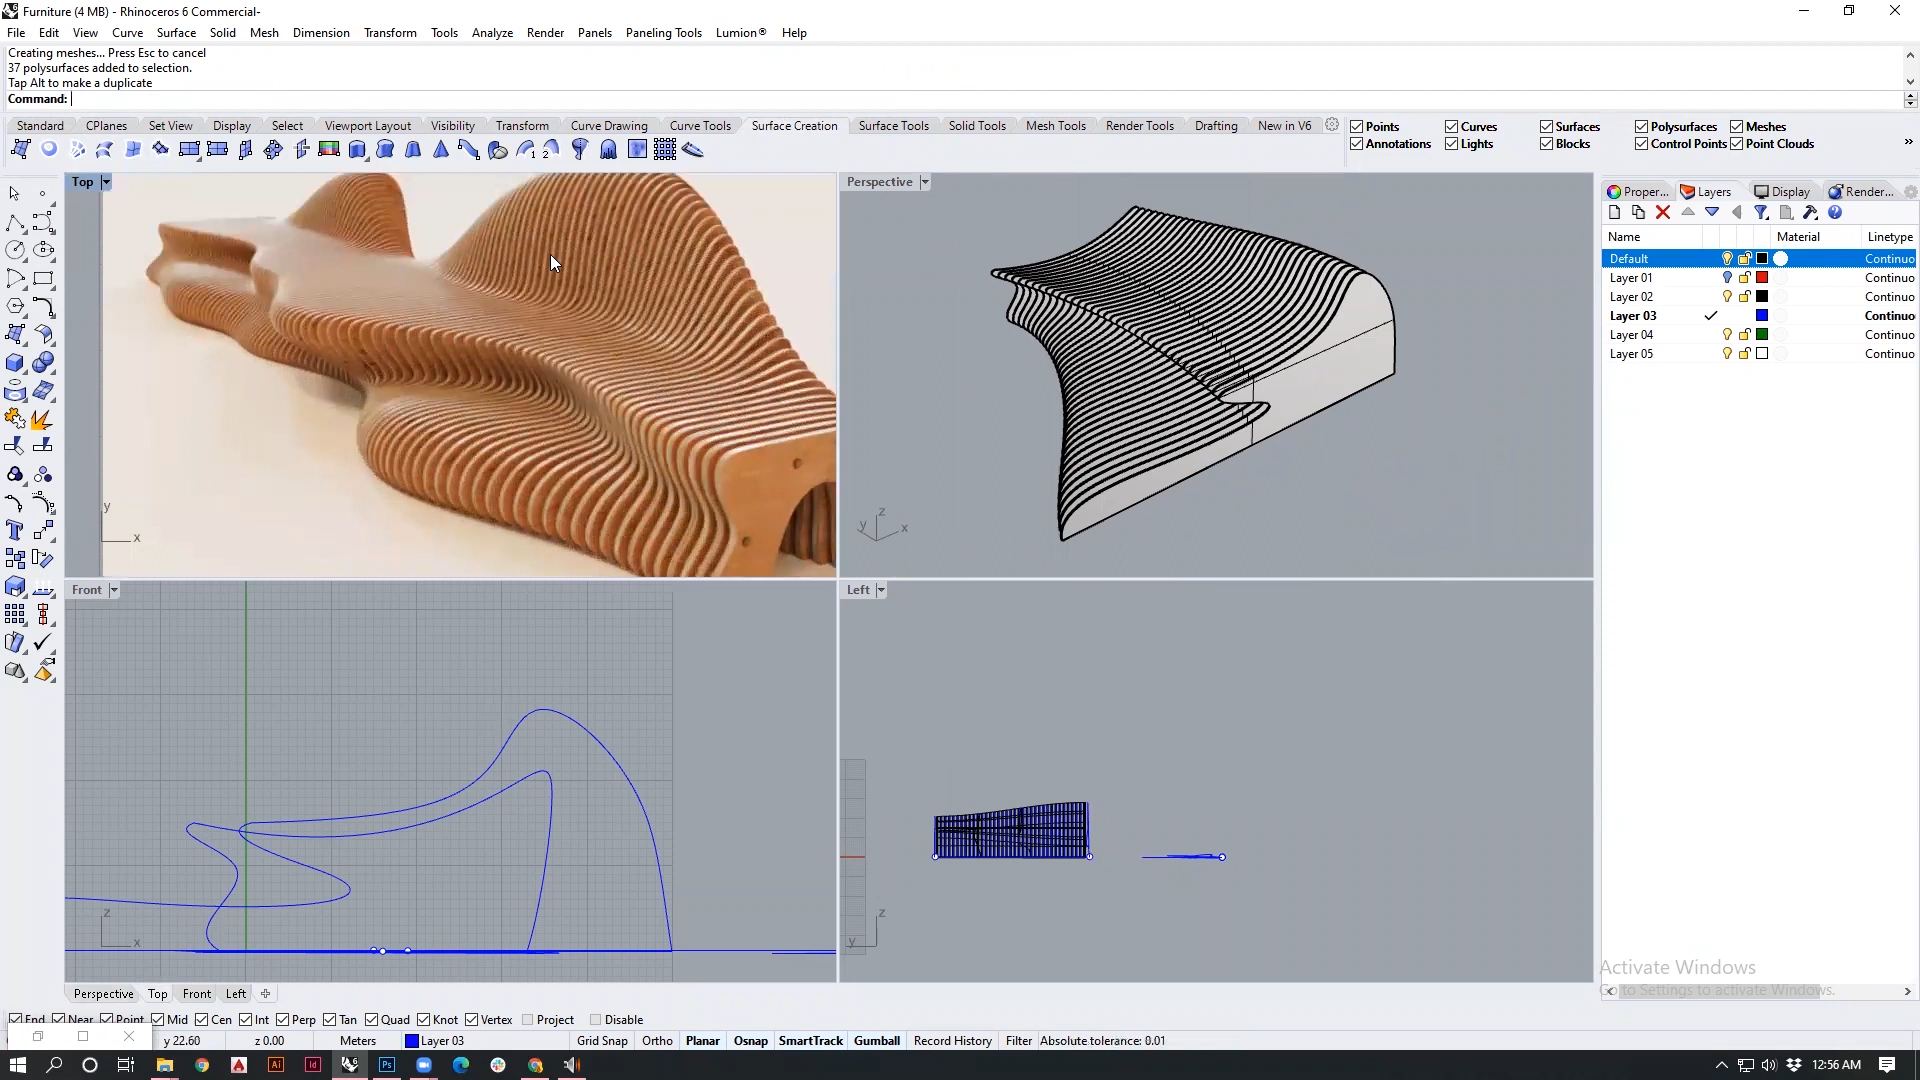 Furniture (4 MB) - Rhinoceros 6 Commercial-
File Edit View Curve Surface Solid Mesh Dimension Transform Tools Analyze Render Panels Paneling Tools Lumion® Help
Creating meshes... Press Esc to cancel
37 polysurfaces added to selection.
Tap Alt to make a duplicate
Command:
Standard CPlanes Set View Display Select Viewport Layout Visibility Transform Curve Drawing Curve Tools Surface Creation Surface Tools Solid Tools Mesh Tools Render Tools Drafting New in V6
Points Curves Surfaces Polysurfaces Meshes
Annotations Lights Blocks Control Points Point Clouds
Top
Perspective
Proper... Layers Display Render...
Name Material Linetype
Default Continuo
Layer 01 Continuo
Layer 02 Continuo
Layer 03 Continuo
Layer 04 Continuo
Layer 05 Continuo
y
x
z
y
x
Front
Left
z
x
z
y
Activate Windows
Go to Settings to activate Windows.
Perspective Top Front Left
End Near Point Mid Cen Int Perp Tan Quad Knot Vertex Project Disable
y 22.60 z 0.00 Meters Layer 03 Grid Snap Ortho Planar Osnap SmartTrack Gumball Record History Filter Absolute tolerance: 0.01
12:56 AM